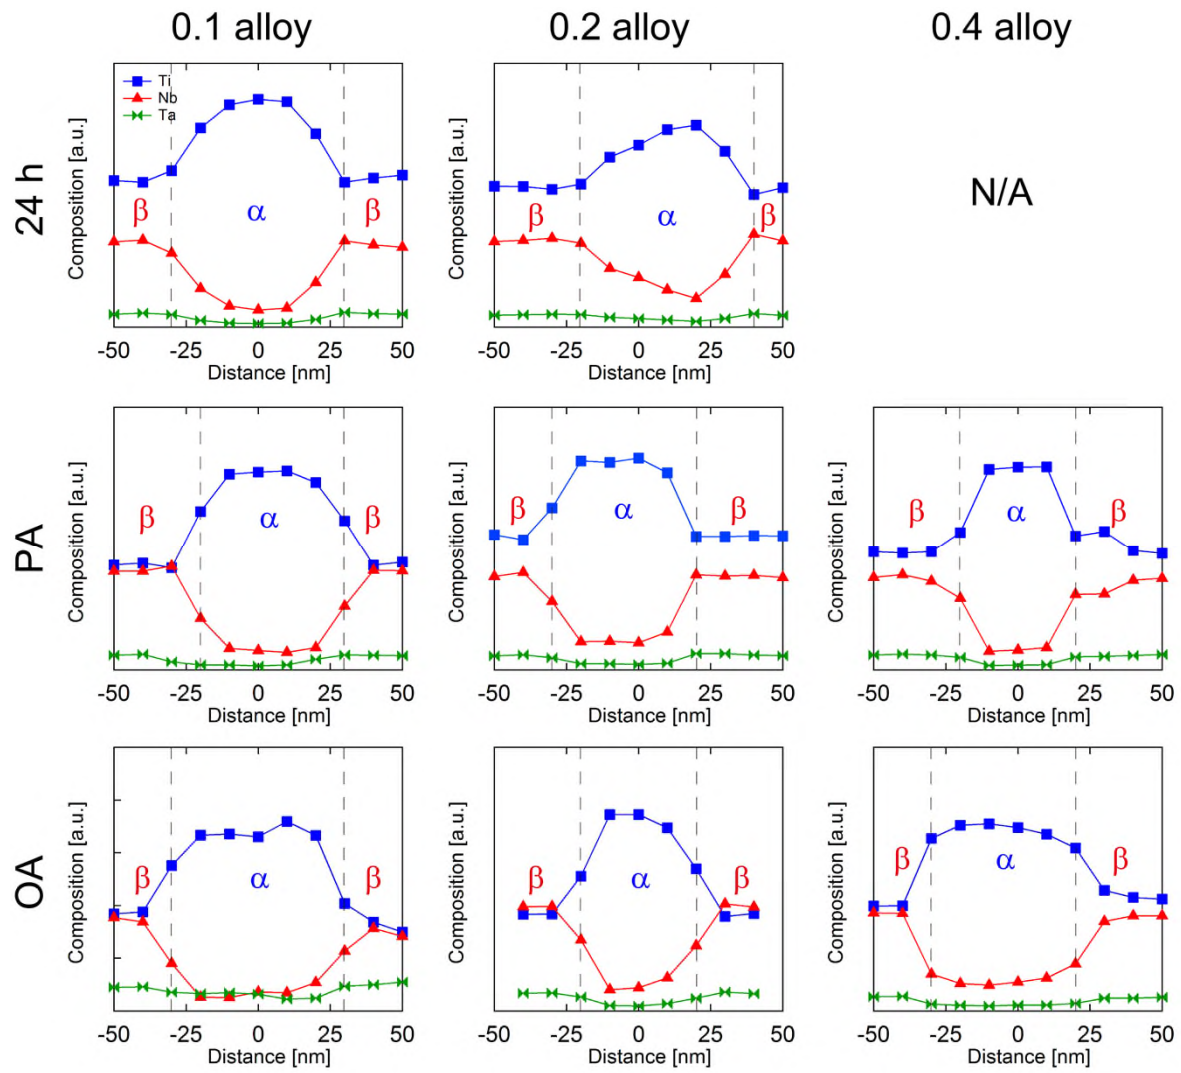 0.1 alloy
0.2 alloy
0.4 alloy
24 h
Composition [a.u.]
Ti
Nb
Ta
β
α
β
-50
-25
0
25
50
Distance [nm]
Composition [a.u.]
β
α
β
-50
-25
0
25
50
Distance [nm]
N/A
PA
Composition [a.u.]
β
α
β
-50
-25
0
25
50
Distance [nm]
Composition [a.u.]
β
α
β
-50
-25
0
25
50
Distance [nm]
Composition [a.u.]
β
α
β
-50
-25
0
25
50
Distance [nm]
OA
Composition [a.u.]
β
α
β
-50
-25
0
25
50
Distance [nm]
Composition [a.u.]
β
α
β
-50
-25
0
25
50
Distance [nm]
Composition [a.u.]
β
α
β
-50
-25
0
25
50
Distance [nm]